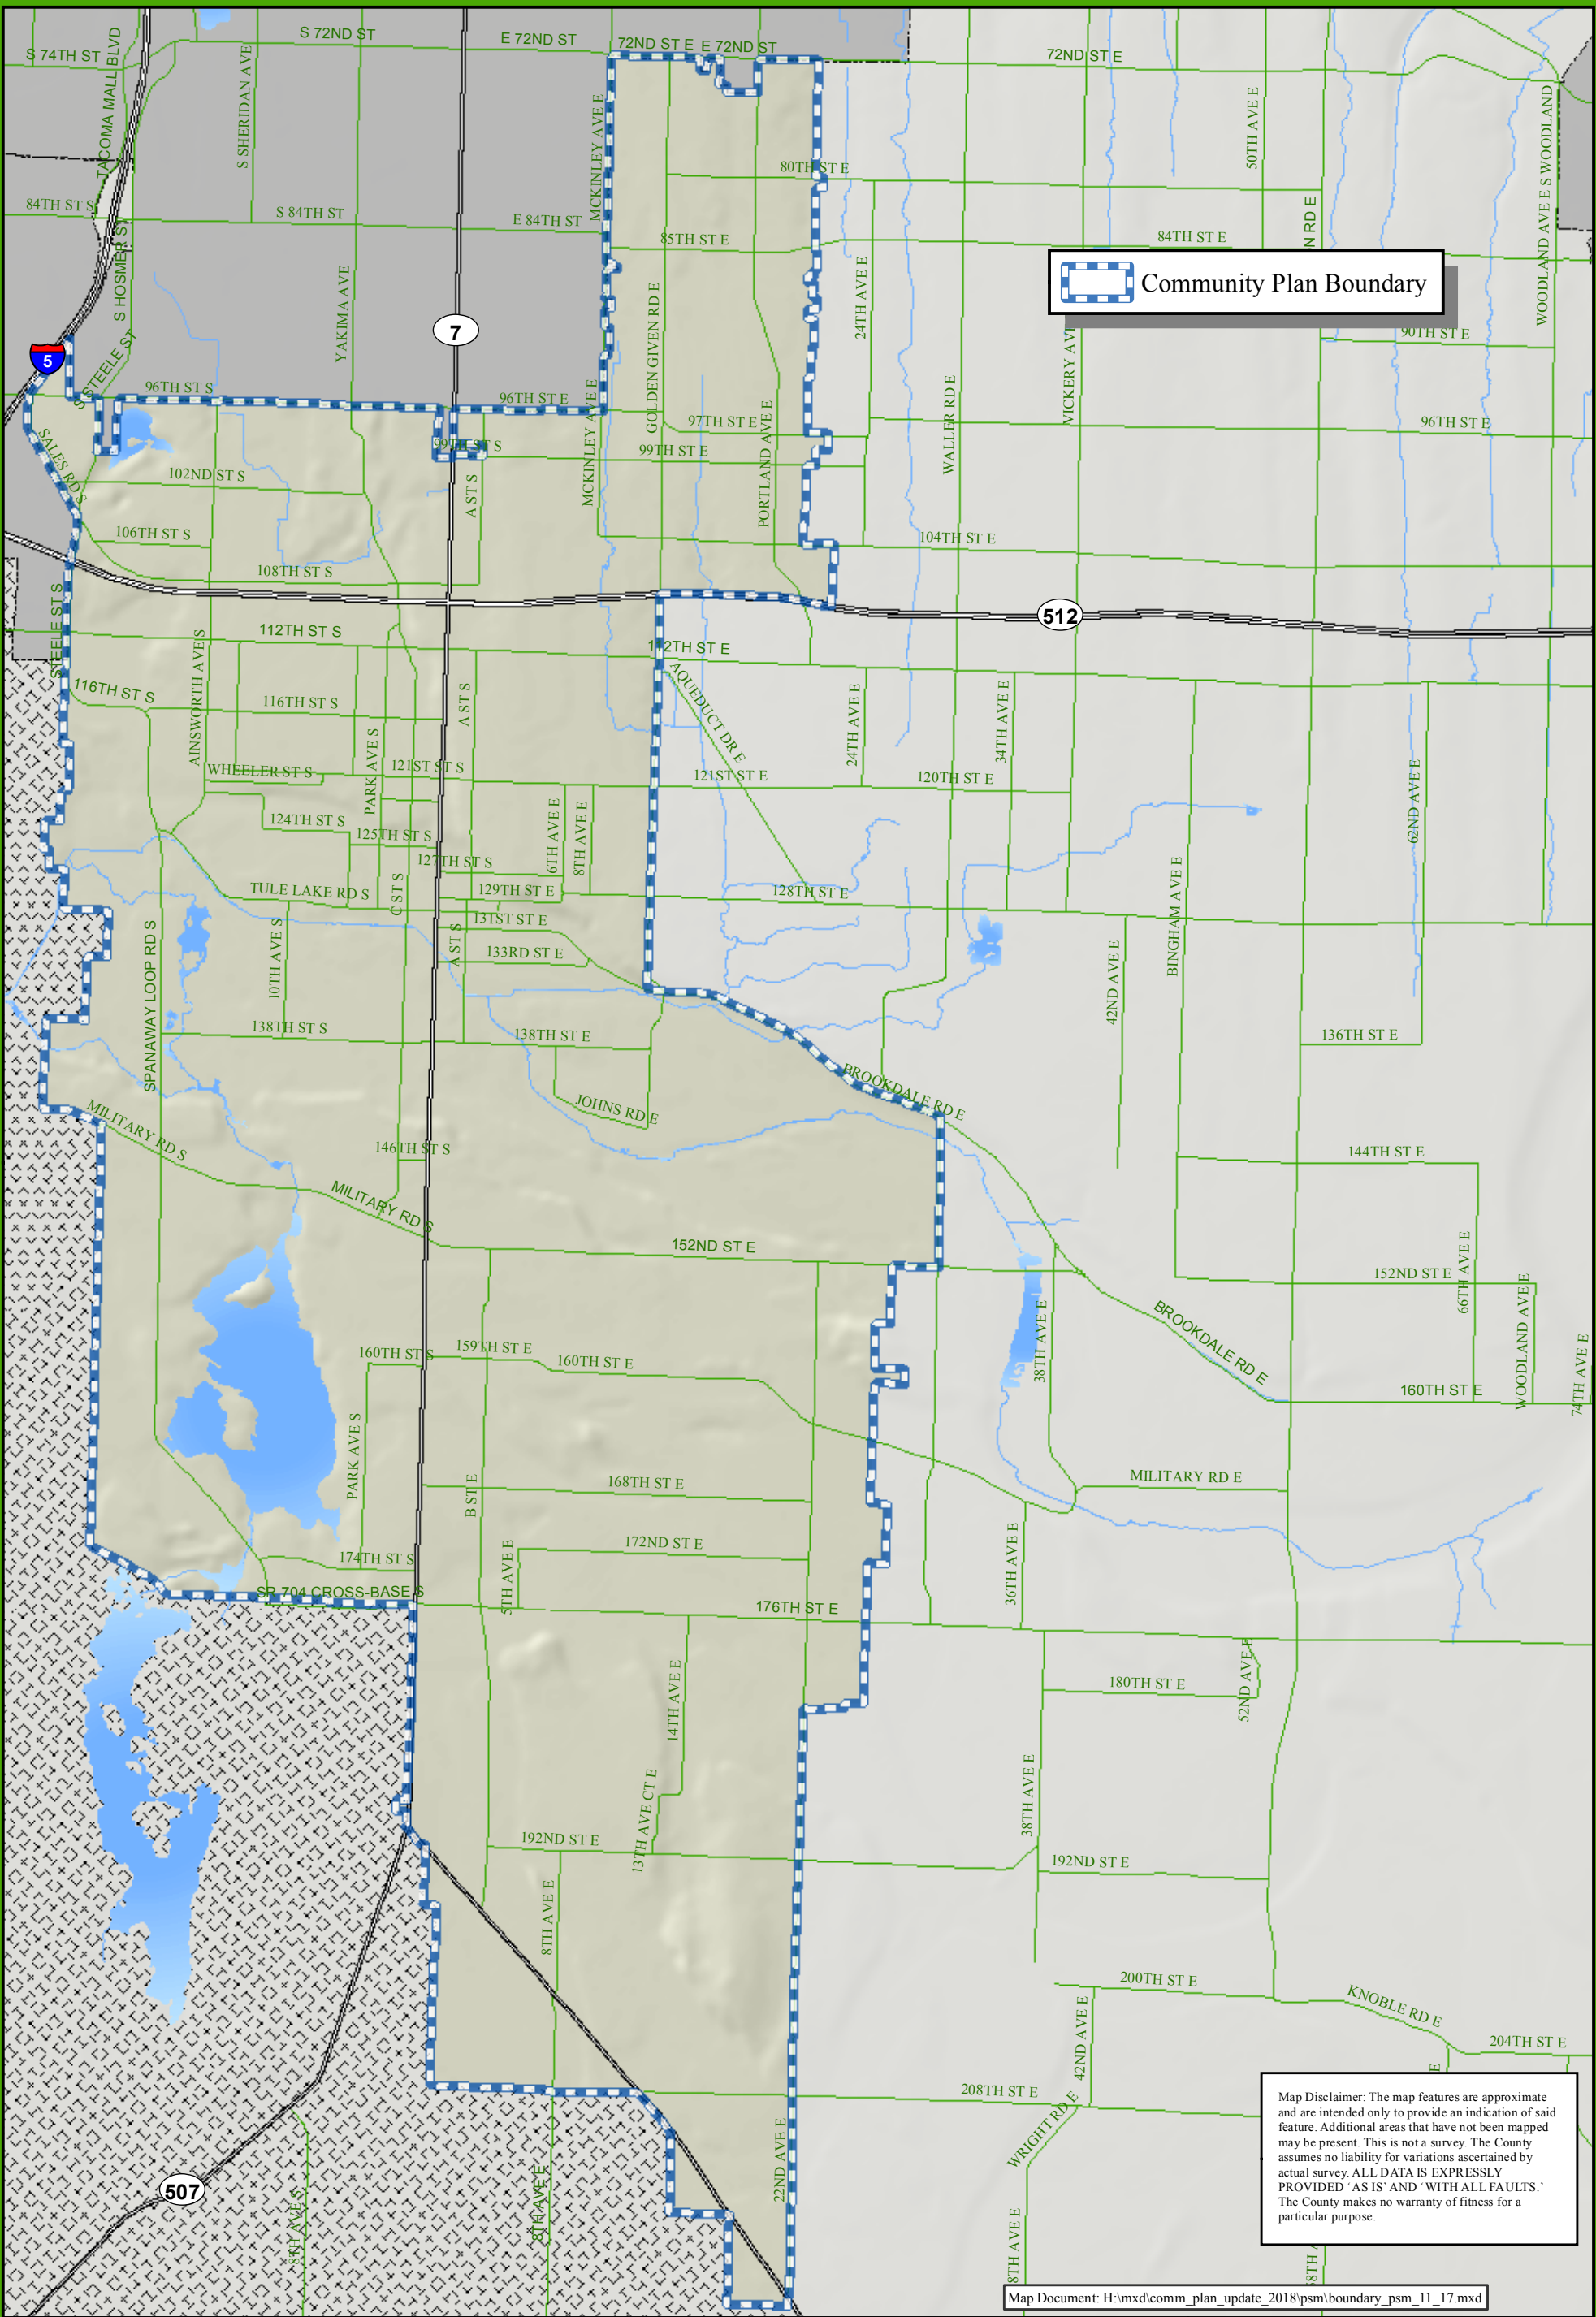 S 72ND ST
E 72ND ST
72ND ST E
E 72ND ST
72ND ST E
S 74TH ST
TACOMA MALL BLVD
S SHERIDAN AVE
MCKINLEY AVE E
80TH ST E
50TH AVE E
WOODLAND AVE E
S WOODLAND
84TH ST S
S 84TH ST
E 84TH ST
85TH ST E
84TH ST E
N RD E
S HOSMER ST
YAKIMA AVE
GOLDEN GIVEN RD E
24TH AVE E
Community Plan Boundary
WOODLAND AVE E
7
5
S STEELE ST
90TH ST E
96TH ST S
96TH ST E
MCKINLEY AVE E
97TH ST E
PORTLAND AVE E
WALLER RD E
96TH ST E
SALES RD S
99TH ST S
99TH ST E
102ND ST S
A ST S
106TH ST S
104TH ST E
108TH ST S
512
STEELE ST S
112TH ST S
112TH ST E
AINSWORTH AVE S
116TH ST S
116TH ST S
A ST S
AQUEDUCT DR E
24TH AVE E
34TH AVE E
PARK AVE S
WHEELER ST S
121ST ST S
121ST ST E
120TH ST E
62ND AVE E
124TH ST S
125TH ST S
6TH AVE E
8TH AVE E
127TH ST S
TULE LAKE RD S
C ST S
129TH ST E
128TH ST E
BINGHAM AVE E
131ST ST E
SPANAWAY LOOP RD S
10TH AVE S
A ST S
133RD ST E
42ND AVE E
138TH ST S
138TH ST E
136TH ST E
BROOKDALE RD E
MILITARY RD S
JOHNS RD E
146TH ST S
144TH ST E
MILITARY RD S
152ND ST E
152ND ST E
66TH AVE E
WOODLAND AVE E
38TH AVE E
BROOKDALE RD E
160TH ST S
159TH ST E
160TH ST E
160TH ST E
74TH AVE E
PARK AVE S
B ST E
168TH ST E
MILITARY RD E
174TH ST S
5TH AVE E
172ND ST E
36TH AVE E
SR 704 CROSS-BASE S
176TH ST E
14TH AVE E
180TH ST E
52ND AVE E
38TH AVE E
13TH AVE CT E
192ND ST E
192ND ST E
8TH AVE E
200TH ST E
KNOBLE RD E
42ND AVE E
204TH ST E
208TH ST E
WRIGHT RD E
22ND AVE E
507
8TH AVE S
8TH AVE E
8TH AVE E
Map Disclaimer: The map features are approximate
and are intended only to provide an indication of said
feature. Additional areas that have not been mapped
may be present. This is not a survey. The County
assumes no liability for variations ascertained by
actual survey. ALL DATA IS EXPRESSLY
PROVIDED ‘AS IS’ AND ‘WITH ALL FAULTS.’
The County makes no warranty of fitness for a
particular purpose.
Map Document: H:\mxd\comm_plan_update_2018\psm\boundary_psm_11_17.mxd